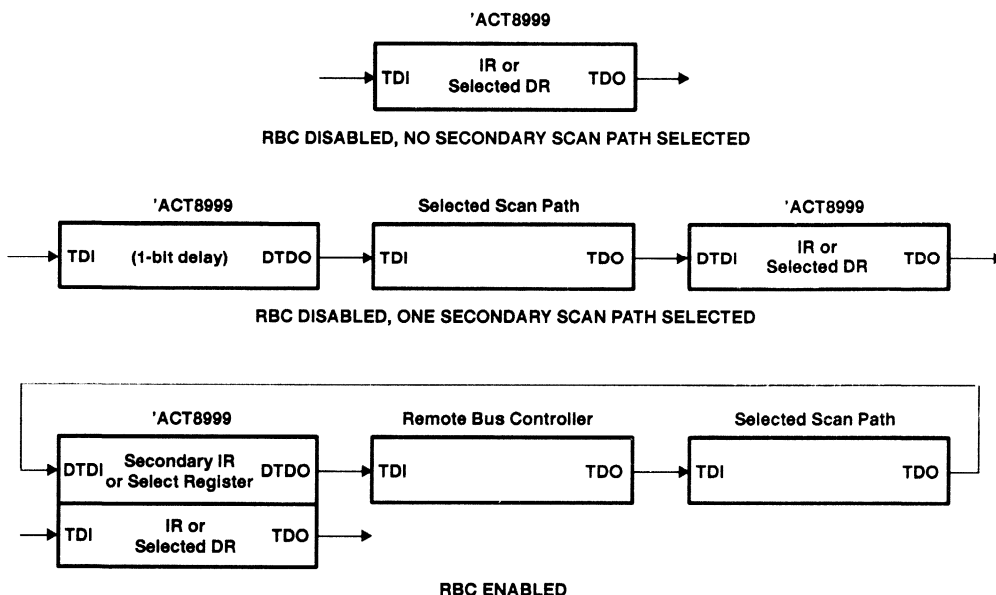 'ACT8999
TDI IR or Selected DR TDO
RBC DISABLED, NO SECONDARY SCAN PATH SELECTED
'ACT8999 Selected Scan Path 'ACT8999
TDI (1-bit delay) DTDO TDI TDO DTDI IR or Selected DR TDO
RBC DISABLED, ONE SECONDARY SCAN PATH SELECTED
'ACT8999 Remote Bus Controller Selected Scan Path
DTDI Secondary IR or Select Register DTDO TDI TDO TDI TDO
TDI IR or Selected DR TDO
RBC ENABLED